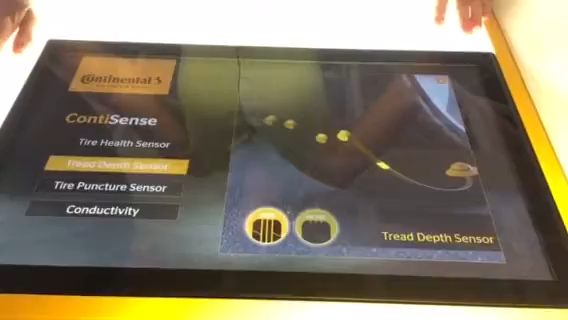 Continental
ContiSense
Tire Health Sensor
Tread Depth Sensor
Tire Puncture Sensor
Conductivity
Tread Depth Sensor